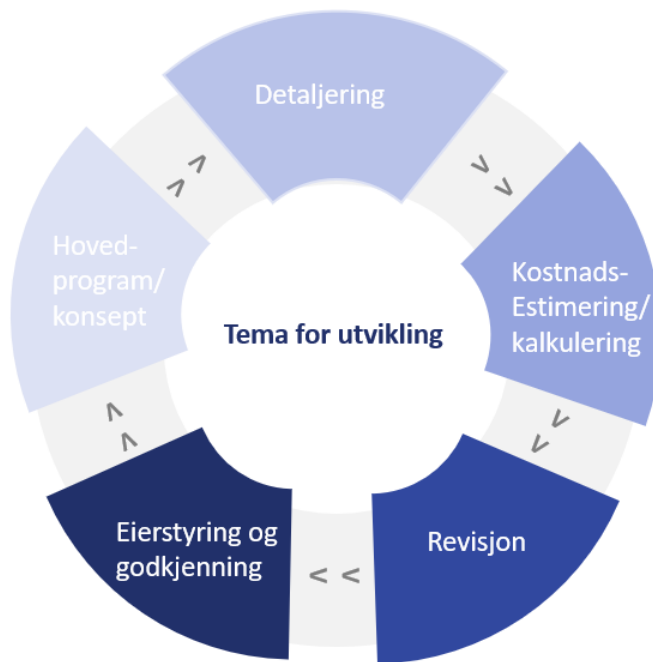 Detaljering
Hoved-
program/
konsept
Kostnads-
Estimering/
kalkulering
Tema for utvikling
Eierstyring og
godkjenning
Revisjon